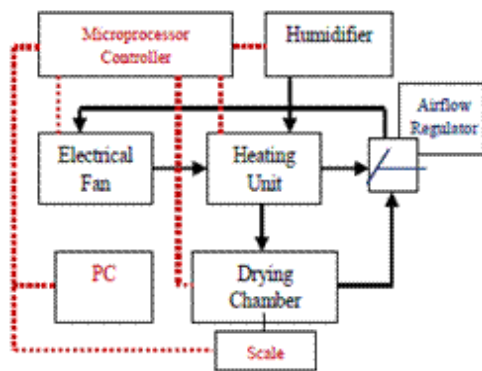 Microprocessor
Controller
Humidifier
Airflow
Regulator
Electrical
Fan
Heating
Unit
PC
Drying
Chamber
Scale